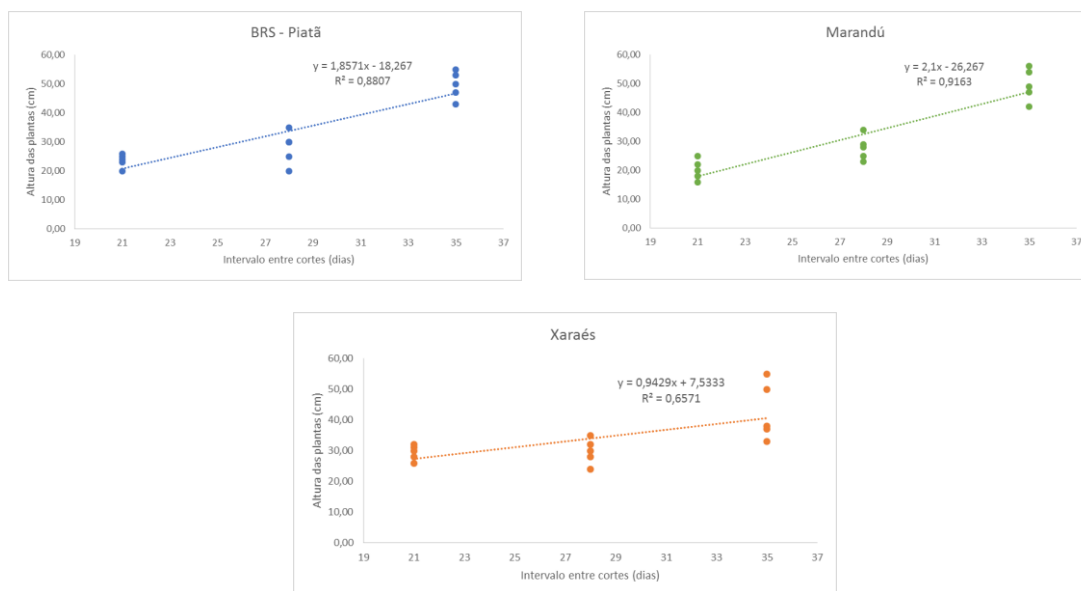 BRS - Piatã
y = 1,8571x - 18,267
R² = 0,8807
Altura das plantas (cm)
60,00
50,00
40,00
30,00
20,00
10,00
0,00
19 21 23 25 27 29 31 33 35 37
Intervalo entre cortes (dias)
Marandú
y = 2,1x - 26,267
R² = 0,9163
Altura das plantas (cm)
60,00
50,00
40,00
30,00
20,00
10,00
0,00
19 21 23 25 27 29 31 33 35 37
Intervalo entre cortes (dias)
Xaraés
y = 0,9429x + 7,5333
R² = 0,6571
Altura das plantas (cm)
60,00
50,00
40,00
30,00
20,00
10,00
0,00
19 21 23 25 27 29 31 33 35 37
Intervalo entre cortes (dias)